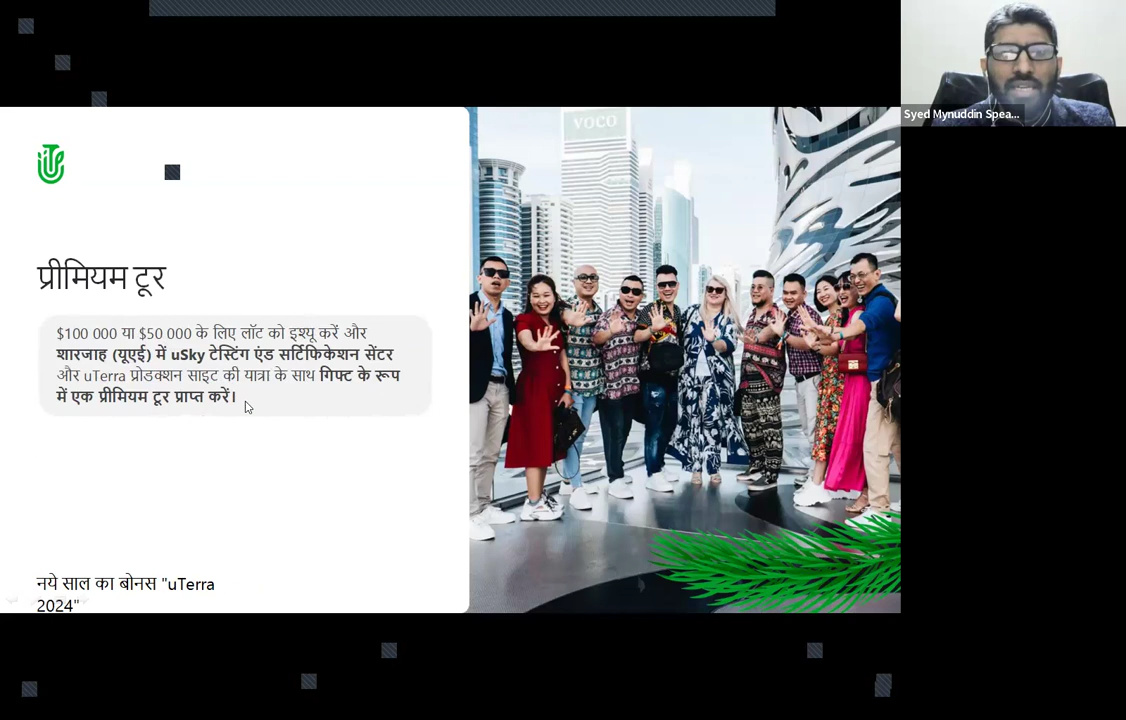 VOCO
Syed Mynuddin Spea...
प्रीमियम टूर
$100 000 या $50 000 के लिए लॉट को इश्यू करें और
शारजाह (यूएई) में uSky टेस्टिंग एंड सर्टिफिकेशन सेंटर
और uTerra प्रोडक्शन साइट की यात्रा के साथ गिफ्ट के रूप
में एक प्रीमियम टूर प्राप्त करें।
नये साल का बोनस "uTerra
2024"